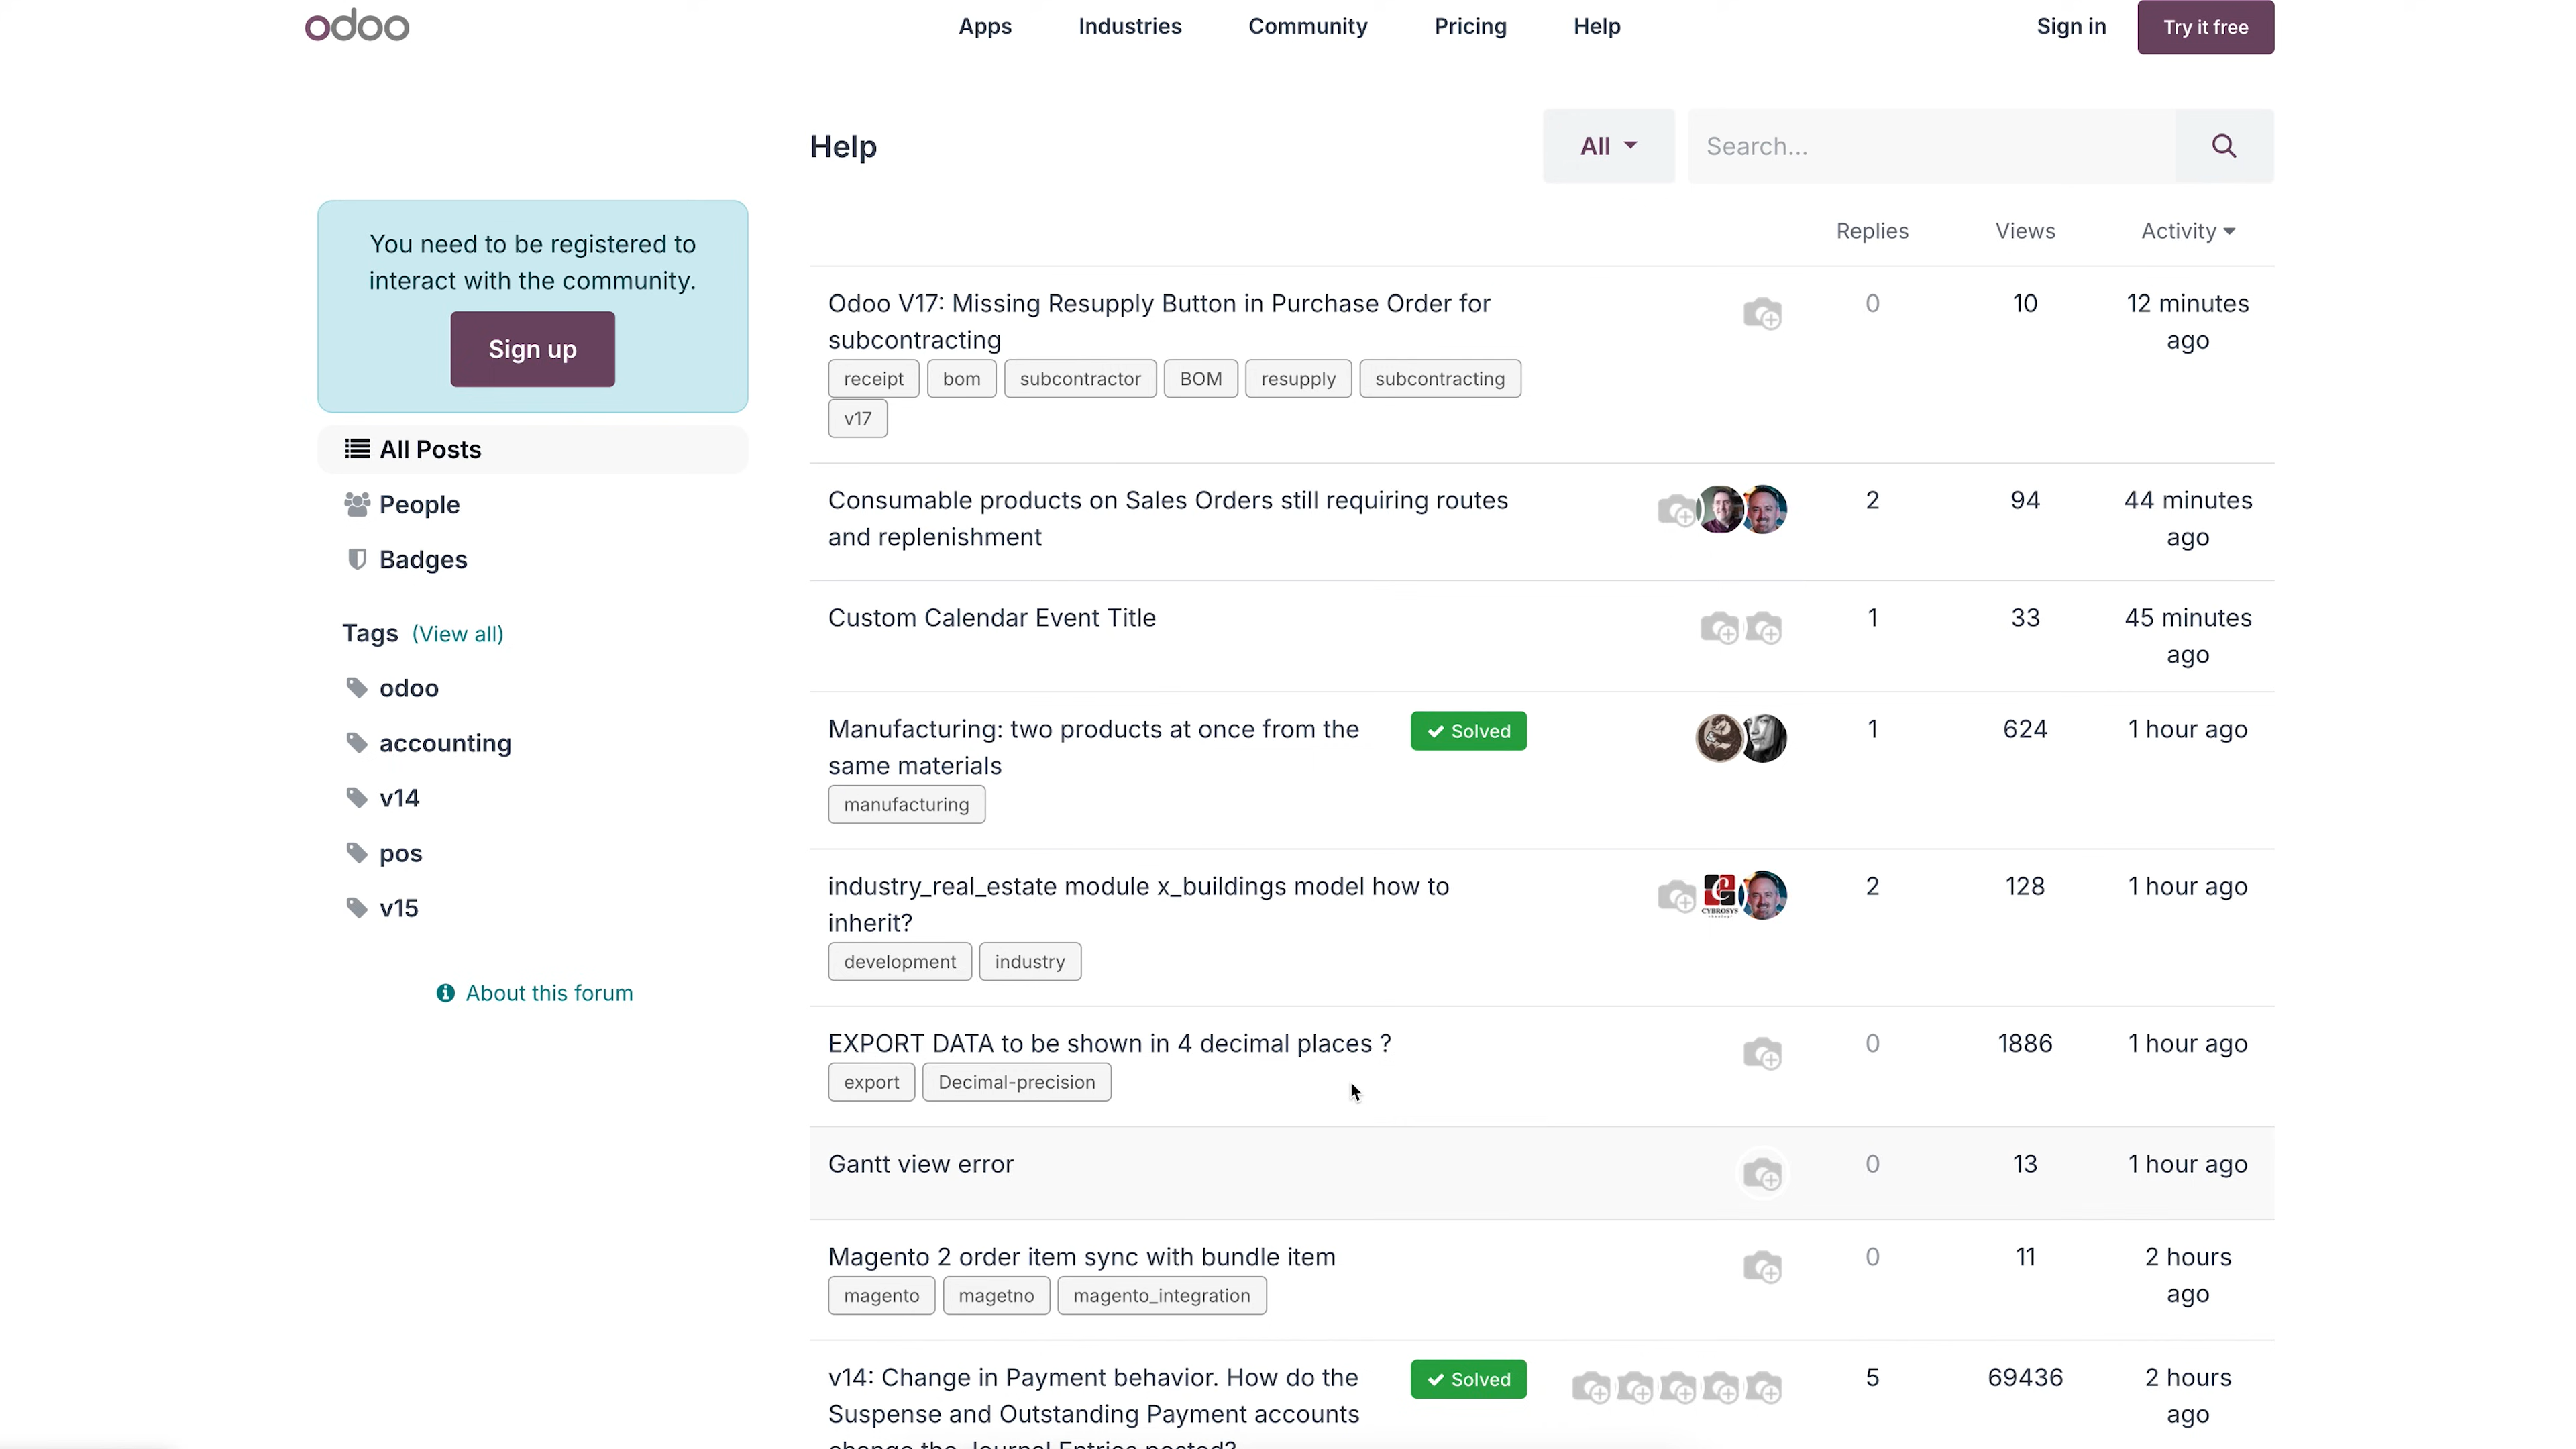 odoo
Apps
Industries
Community
Pricing
Help
Sign in
Try it free
Help
All
Search...
You need to be registered to
interact with the community.
Sign up
All Posts
People
Badges
Tags (View all)
odoo
accounting
v14
pos
v15
About this forum
Replies
Views
Activity
Odoo V17: Missing Resupply Button in Purchase Order for
subcontracting
receipt
bom
subcontractor
BOM
resupply
subcontracting
v17
0
10
12 minutes
ago
Consumable products on Sales Orders still requiring routes
and replenishment
2
94
44 minutes
ago
Custom Calendar Event Title
1
33
45 minutes
ago
Manufacturing: two products at once from the
same materials
Solved
manufacturing
1
624
1 hour ago
industry_real_estate module x_buildings model how to
inherit?
development
industry
CYBROSYS
2
128
1 hour ago
EXPORT DATA to be shown in 4 decimal places ?
export
Decimal-precision
0
1886
1 hour ago
Gantt view error
0
13
1 hour ago
Magento 2 order item sync with bundle item
magento
magetno
magento_integration
0
11
2 hours
ago
v14: Change in Payment behavior. How do the
Suspense and Outstanding Payment accounts
change the Journal Entries posted?
Solved
5
69436
2 hours
ago